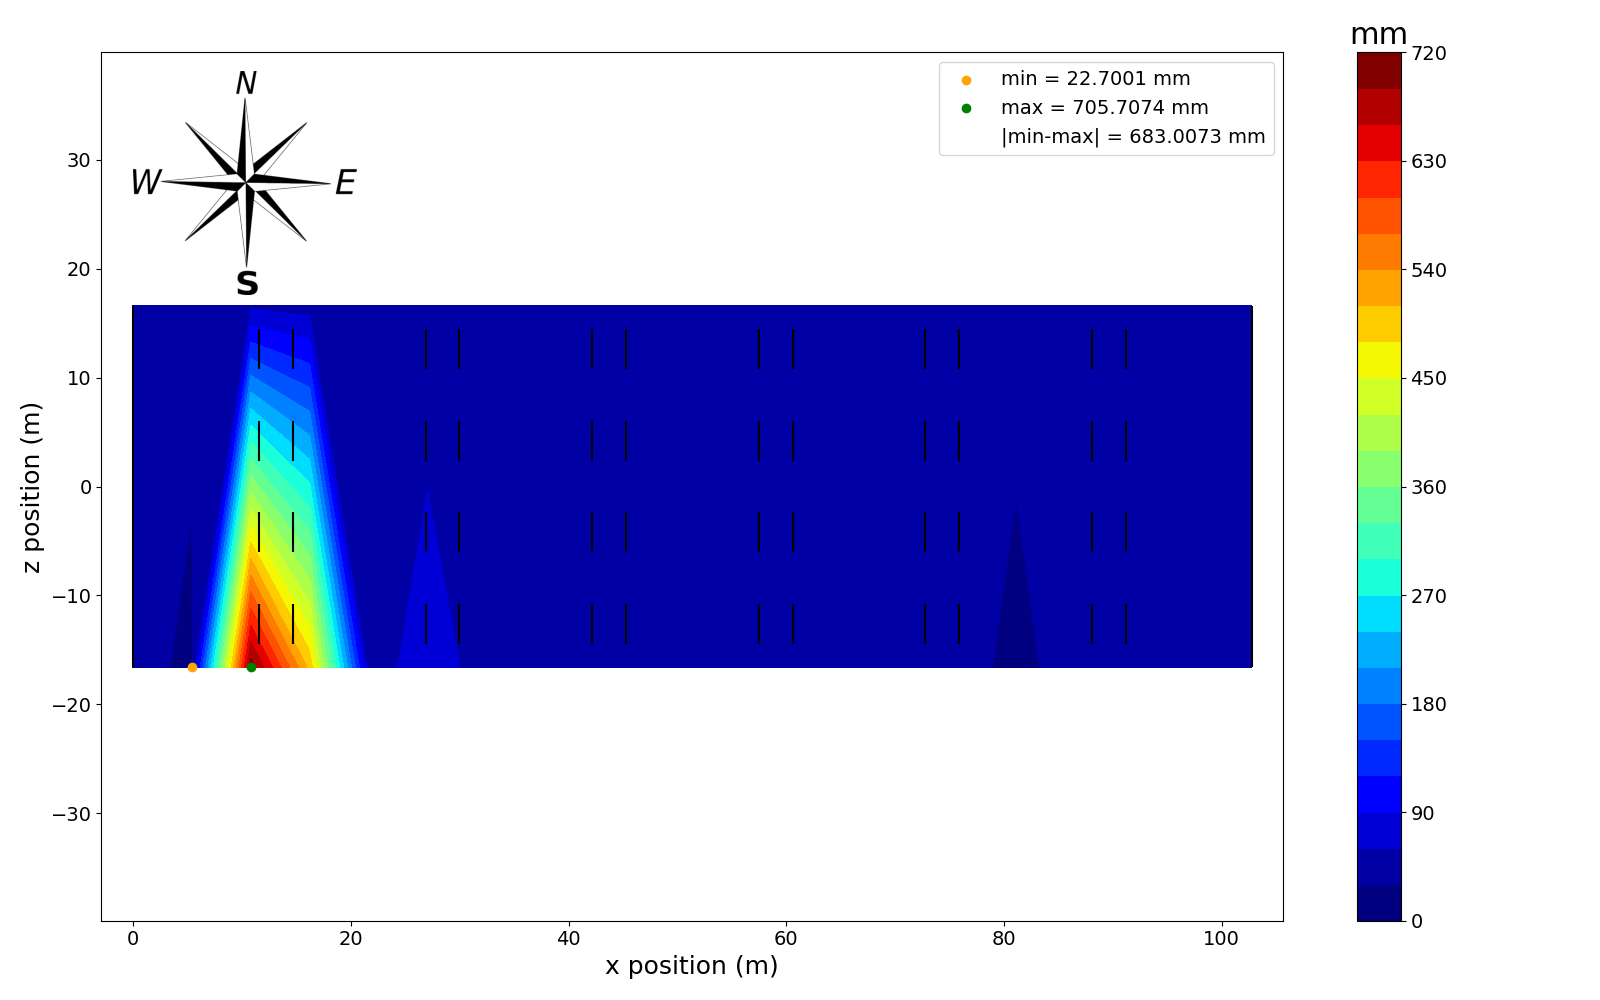 mm
720
630
540
450
360
270
180
90
0
min = 22.7001 mm
max = 705.7074 mm
|min-max| = 683.0073 mm
N
W
E
S
30
20
10
0
−10
−20
−30
z position (m)
0
20
40
60
80
100
x position (m)